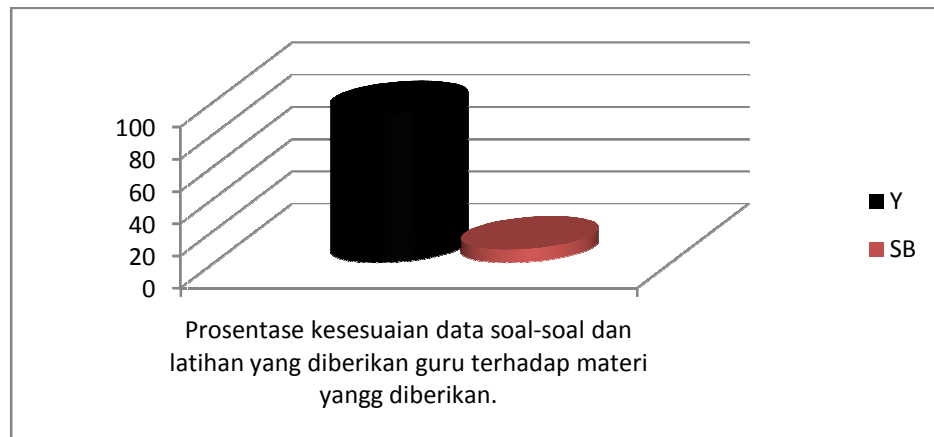 100
80
60
40
20
0
Y
SB
Prosentase kesesuaian data soal-soal dan
latihan yang diberikan guru terhadap materi
yangg diberikan.